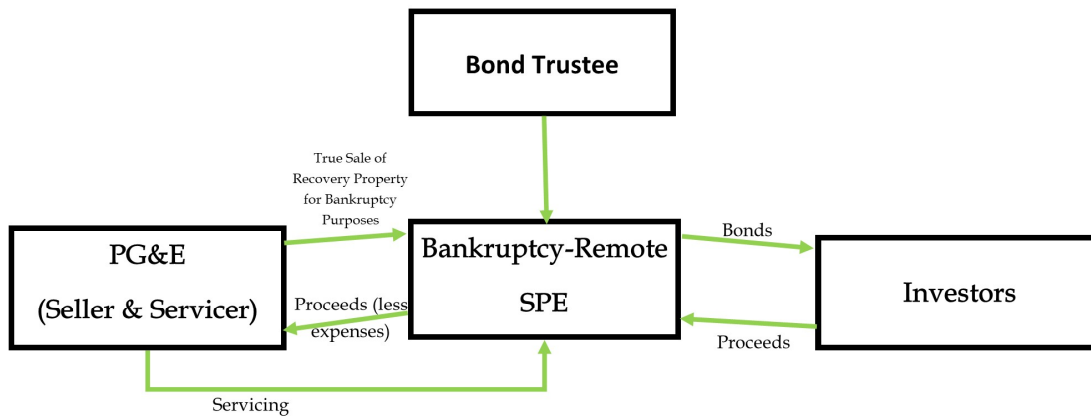 Bond Trustee
True Sale of
Recovery Property
for Bankruptcy
Purposes
PG&E
(Seller & Servicer)
Bankruptcy-Remote
SPE
Bonds
Investors
Proceeds (less
expenses)
Proceeds
Servicing